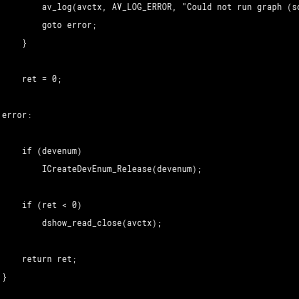 av_log(avctx, AV_LOG_ERROR, "Could not run graph
goto error;
}
ret = 0;
error:
if (devenum)
ICreateDevEnum_Release(devenum);
if (ret < 0)
dshow_read_close(avctx);
return ret;
}